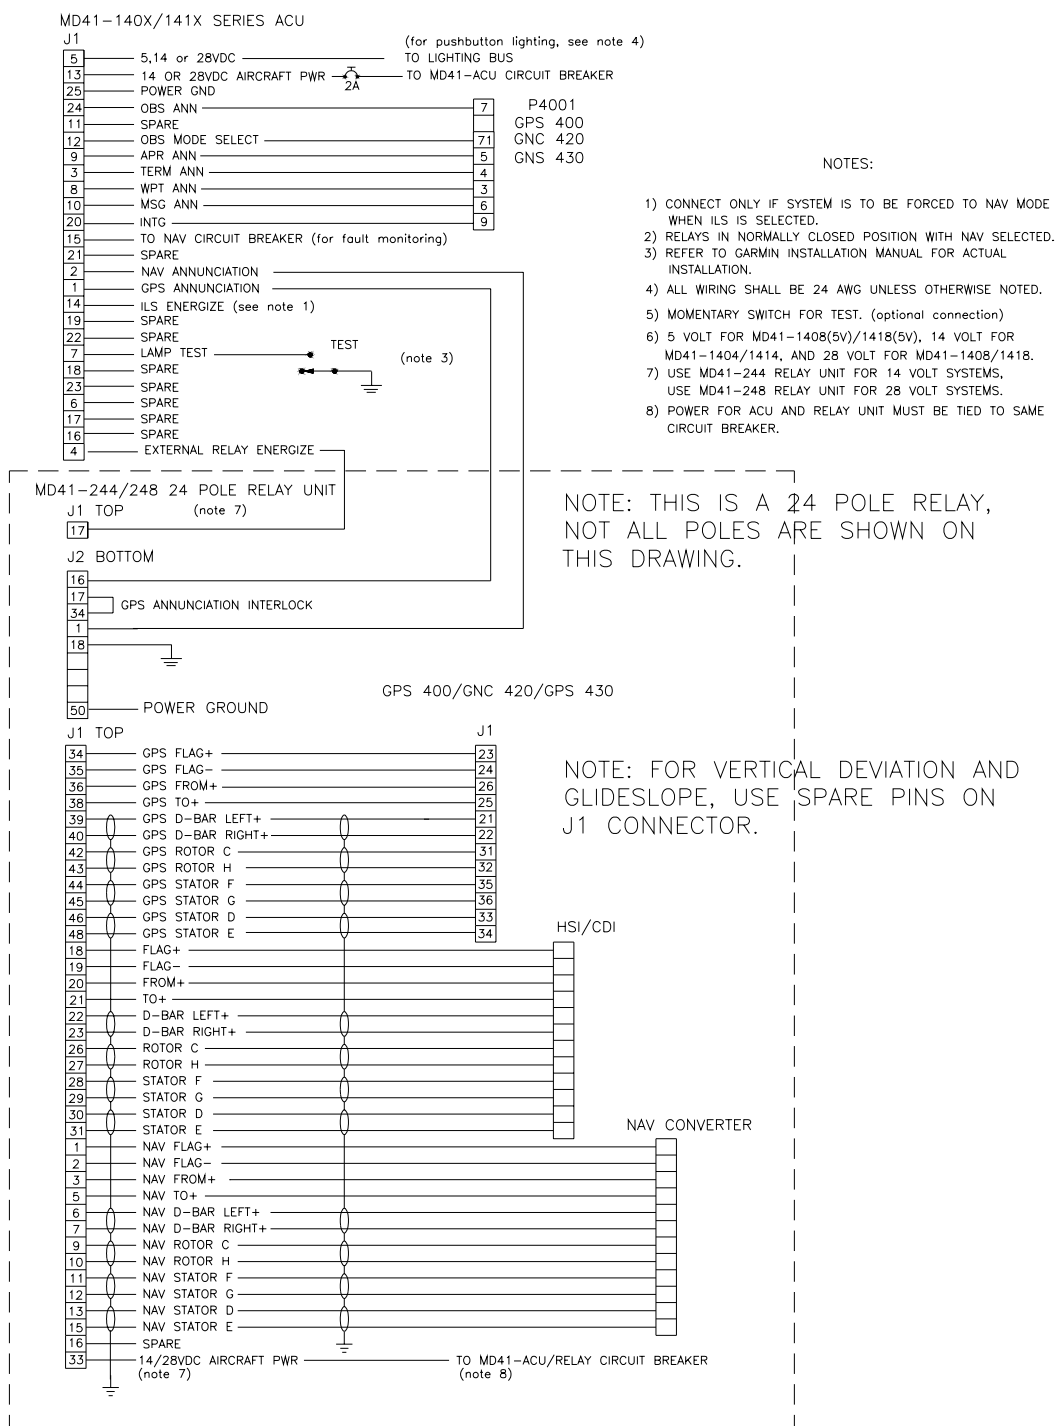 MD41-140X/141X SERIES ACU
J1
(for pushbutton lighting, see note 4)
5 5,14 or 28VDC TO LIGHTING BUS
13 14 OR 28VDC AIRCRAFT PWR 2A TO MD41-ACU CIRCUIT BREAKER
25 POWER GND
24 OBS ANN 7 P4001
11 SPARE GPS 400
12 OBS MODE SELECT 71 GNC 420
9 APR ANN 5 GNS 430
3 TERM ANN 4
8 WPT ANN 3
10 MSG ANN 6
20 INTG 9
15 TO NAV CIRCUIT BREAKER (for fault monitoring)
21 SPARE
2 NAV ANNUNCIATION
1 GPS ANNUNCIATION
14 ILS ENERGIZE (see note 1)
19 SPARE
22 SPARE
7 LAMP TEST TEST (note 3)
18 SPARE
23 SPARE
6 SPARE
17 SPARE
16 SPARE
4 EXTERNAL RELAY ENERGIZE
NOTES:
1) CONNECT ONLY IF SYSTEM IS TO BE FORCED TO NAV MODE
WHEN ILS IS SELECTED.
2) RELAYS IN NORMALLY CLOSED POSITION WITH NAV SELECTED.
3) REFER TO GARMIN INSTALLATION MANUAL FOR ACTUAL
INSTALLATION.
4) ALL WIRING SHALL BE 24 AWG UNLESS OTHERWISE NOTED.
5) MOMENTARY SWITCH FOR TEST. (optional connection)
6) 5 VOLT FOR MD41-1408(5V)/1418(5V), 14 VOLT FOR
MD41-1404/1414, AND 28 VOLT FOR MD41-1408/1418.
7) USE MD41-244 RELAY UNIT FOR 14 VOLT SYSTEMS,
USE MD41-248 RELAY UNIT FOR 28 VOLT SYSTEMS.
8) POWER FOR ACU AND RELAY UNIT MUST BE TIED TO SAME
CIRCUIT BREAKER.
MD41-244/248 24 POLE RELAY UNIT
J1 TOP (note 7)
17
NOTE: THIS IS A 24 POLE RELAY,
NOT ALL POLES ARE SHOWN ON
THIS DRAWING.
J2 BOTTOM
16
17
34 GPS ANNUNCIATION INTERLOCK
1
18
50 POWER GROUND
GPS 400/GNC 420/GPS 430
J1 TOP J1
34 GPS FLAG+ 23
35 GPS FLAG- 24
36 GPS FROM+ 26
38 GPS TO+ 25
39 GPS D-BAR LEFT+ 21
40 GPS D-BAR RIGHT+ 22
42 GPS ROTOR C 31
43 GPS ROTOR H 32
44 GPS STATOR F 35
45 GPS STATOR G 36
46 GPS STATOR D 33
48 GPS STATOR E 34
NOTE: FOR VERTICAL DEVIATION AND
GLIDESLOPE, USE SPARE PINS ON
J1 CONNECTOR.
HSI/CDI
18 FLAG+
19 FLAG-
20 FROM+
21 TO+
22 D-BAR LEFT+
23 D-BAR RIGHT+
26 ROTOR C
27 ROTOR H
28 STATOR F
29 STATOR G
30 STATOR D
31 STATOR E
NAV CONVERTER
1 NAV FLAG+
2 NAV FLAG-
3 NAV FROM+
5 NAV TO+
6 NAV D-BAR LEFT+
7 NAV D-BAR RIGHT+
9 NAV ROTOR C
10 NAV ROTOR H
11 NAV STATOR F
12 NAV STATOR G
13 NAV STATOR D
15 NAV STATOR E
16 SPARE
33 14/28VDC AIRCRAFT PWR TO MD41-ACU/RELAY CIRCUIT BREAKER
(note 7) (note 8)